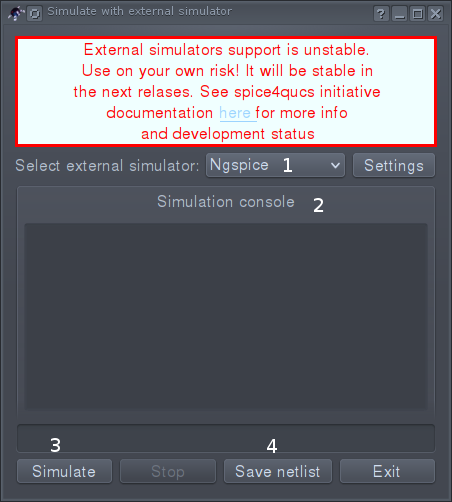 Simulate with external simulator
External simulators support is unstable.
Use on your own risk! It will be stable in
the next relases. See spice4qucs initiative
documentation here for more info
and development status
Select external simulator: Ngspice 1 Settings
Simulation console 2
3 4
Simulate Stop Save netlist Exit